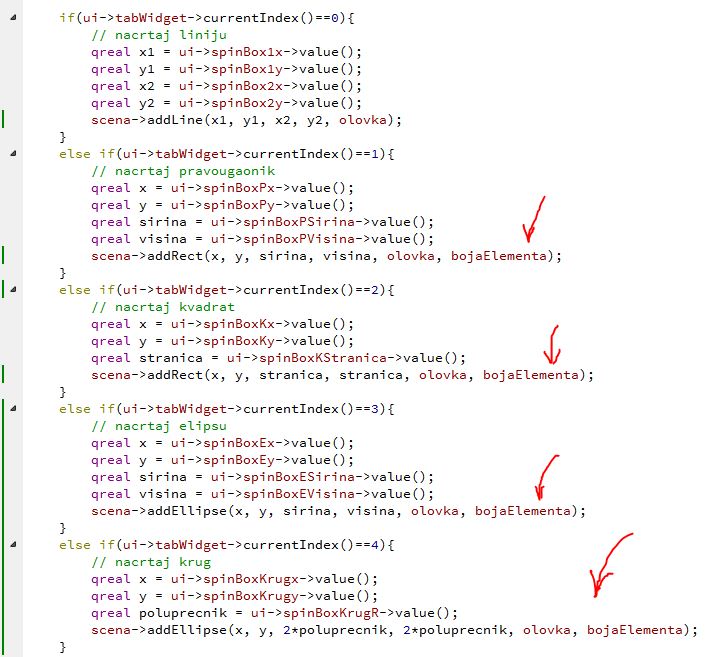 if(ui->tabWidget->currentIndex()==0){
// nacrtaj liniju
qreal x1 = ui->spinBox1x->value();
qreal y1 = ui->spinBox1y->value();
qreal x2 = ui->spinBox2x->value();
qreal y2 = ui->spinBox2y->value();
scena->addLine(x1, y1, x2, y2, olovka);
}
else if(ui->tabWidget->currentIndex()==1){
// nacrtaj pravougaonik
qreal x = ui->spinBoxPx->value();
qreal y = ui->spinBoxPy->value();
qreal sirina = ui->spinBoxPSirina->value();
qreal visina = ui->spinBoxPVisina->value();
scena->addRect(x, y, sirina, visina, olovka, bojaElementa);
}
else if(ui->tabWidget->currentIndex()==2){
// nacrtaj kvadrat
qreal x = ui->spinBoxKx->value();
qreal y = ui->spinBoxKy->value();
qreal stranica = ui->spinBoxKStranica->value();
scena->addRect(x, y, stranica, stranica, olovka, bojaElementa);
}
else if(ui->tabWidget->currentIndex()==3){
// nacrtaj elipsu
qreal x = ui->spinBoxEx->value();
qreal y = ui->spinBoxEy->value();
qreal sirina = ui->spinBoxESirina->value();
qreal visina = ui->spinBoxEVisina->value();
scena->addEllipse(x, y, sirina, visina, olovka, bojaElementa);
}
else if(ui->tabWidget->currentIndex()==4){
// nacrtaj krug
qreal x = ui->spinBoxKrugx->value();
qreal y = ui->spinBoxKrugy->value();
qreal poluprecnik = ui->spinBoxKrugR->value();
scena->addEllipse(x, y, 2*poluprecnik, 2*poluprecnik, olovka, bojaElementa);
}